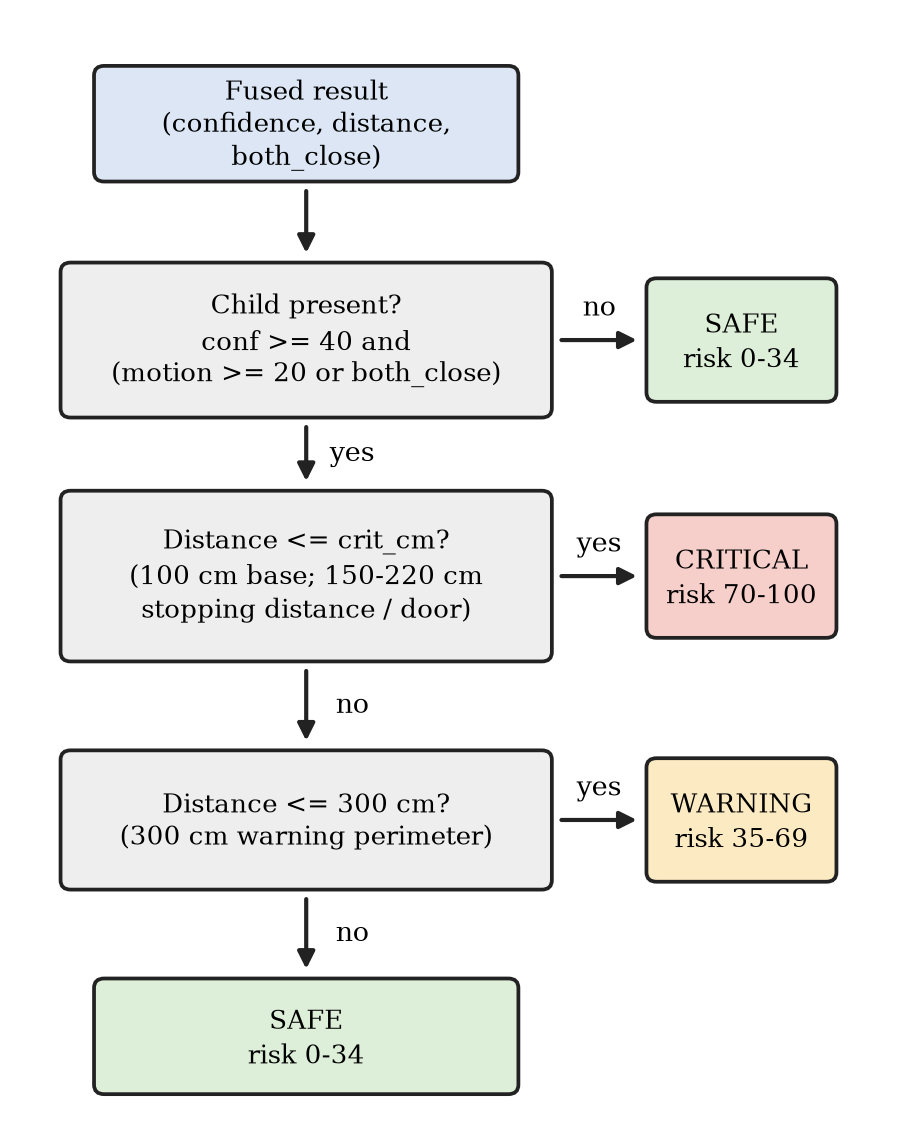 Fused result
(confidence, distance,
both_close)
Child present?
conf >= 40 and
(motion >= 20 or both_close)
no
SAFE
risk 0-34
yes
Distance <= crit_cm?
(100 cm base; 150-220 cm
stopping distance / door)
yes
CRITICAL
risk 70-100
no
Distance <= 300 cm?
(300 cm warning perimeter)
yes
WARNING
risk 35-69
no
SAFE
risk 0-34